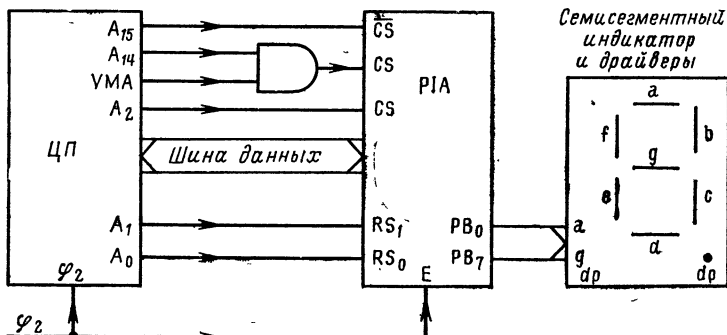 Семисегментный
индикатор
и драйверы
A15
A14
VMA
A2
ЦП
Шина данных
A1
A0
φ2
φ2
CS
CS
CS
PIA
RS1
RS0
E
PB0
PB7
a
g
dp
a
f
b
g
e
c
d
dp